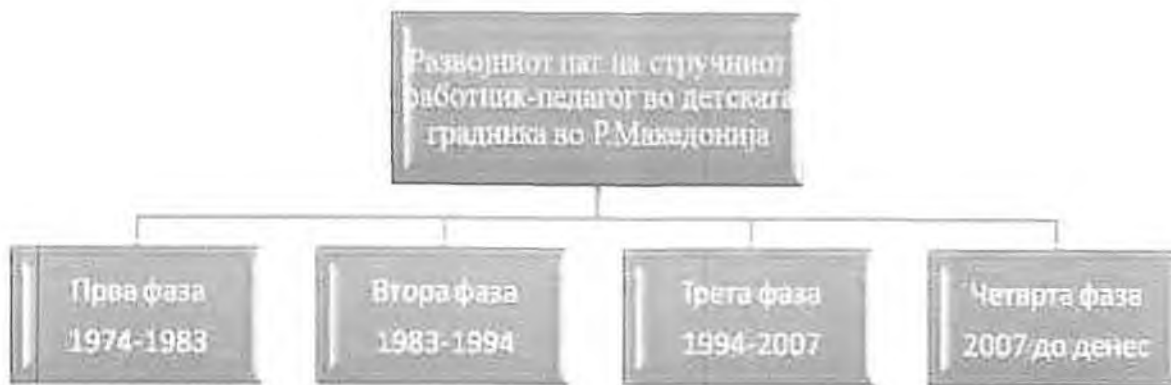 Развојниот пат на стручниот
работник-педагог во детската
градинка во Р.Македонија
Прва фаза
1974-1983
Втора фаза
1983-1994
Трета фаза
1994-2007
Четврта фаза
2007 до денес